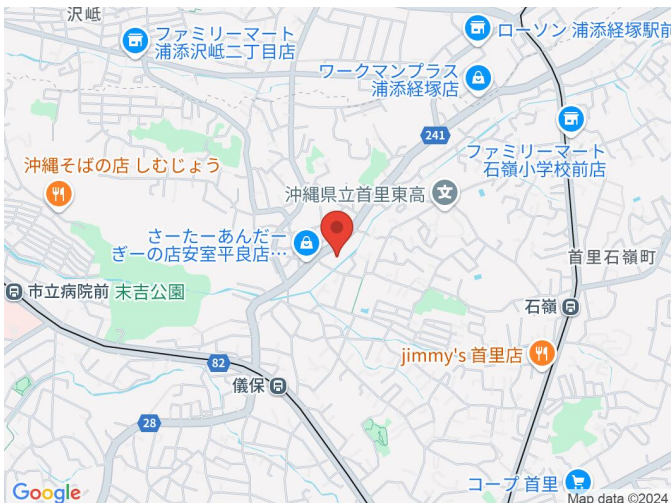 沢岻
ファミリーマート
浦添沢岻二丁目店
ローソン 浦添経塚駅前
ワークマンプラス
浦添経塚店
241
ファミリーマート
石嶺小学校前店
沖縄そばの店 しむじょう
沖縄県立首里東高
さーたーあんだー
ぎーの店安室平良店…
首里石嶺町
市立病院前
末吉公園
石嶺
jimmy's 首里店
82
儀保
28
コープ 首里
Google
Map data ©2024